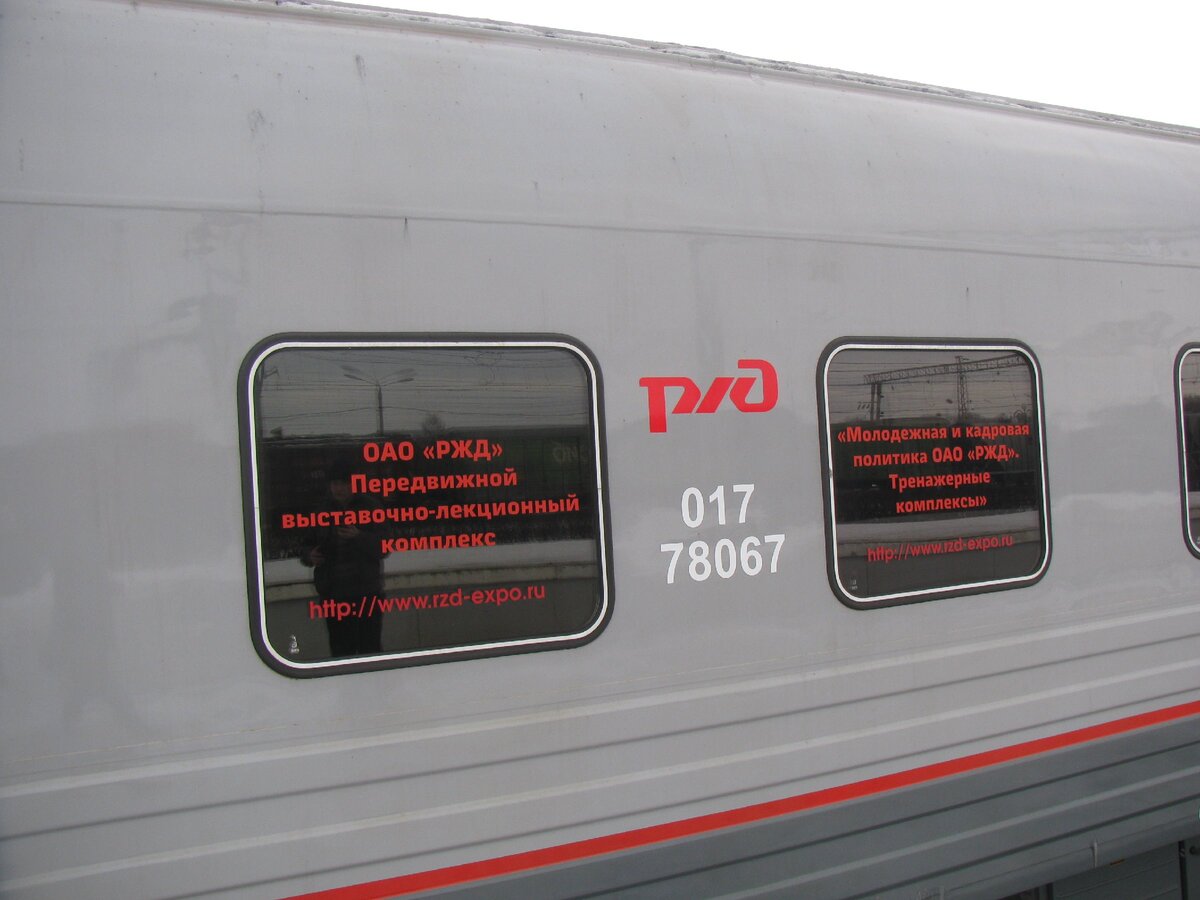 ОАО «РЖД»
Передвижной
выставочно-лекционный
комплекс
http://www.rzd-expo.ru
РЖД
017
78067
«Молодежная и кадровая
политика ОАО «РЖД».
Тренажерные
комплексы»
http://www.rzd-expo.ru